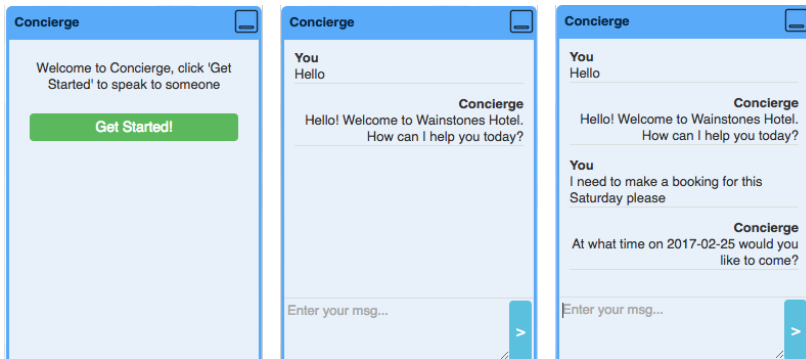 Concierge
Welcome to Concierge, click 'Get
Started' to speak to someone
Get Started!
Concierge
You
Hello
Concierge
Hello! Welcome to Wainstones Hotel.
How can I help you today?
Enter your msg...
>
Concierge
You
Hello
Concierge
Hello! Welcome to Wainstones Hotel.
How can I help you today?
You
I need to make a booking for this
Saturday please
Concierge
At what time on 2017-02-25 would you
like to come?
Enter your msg...
>